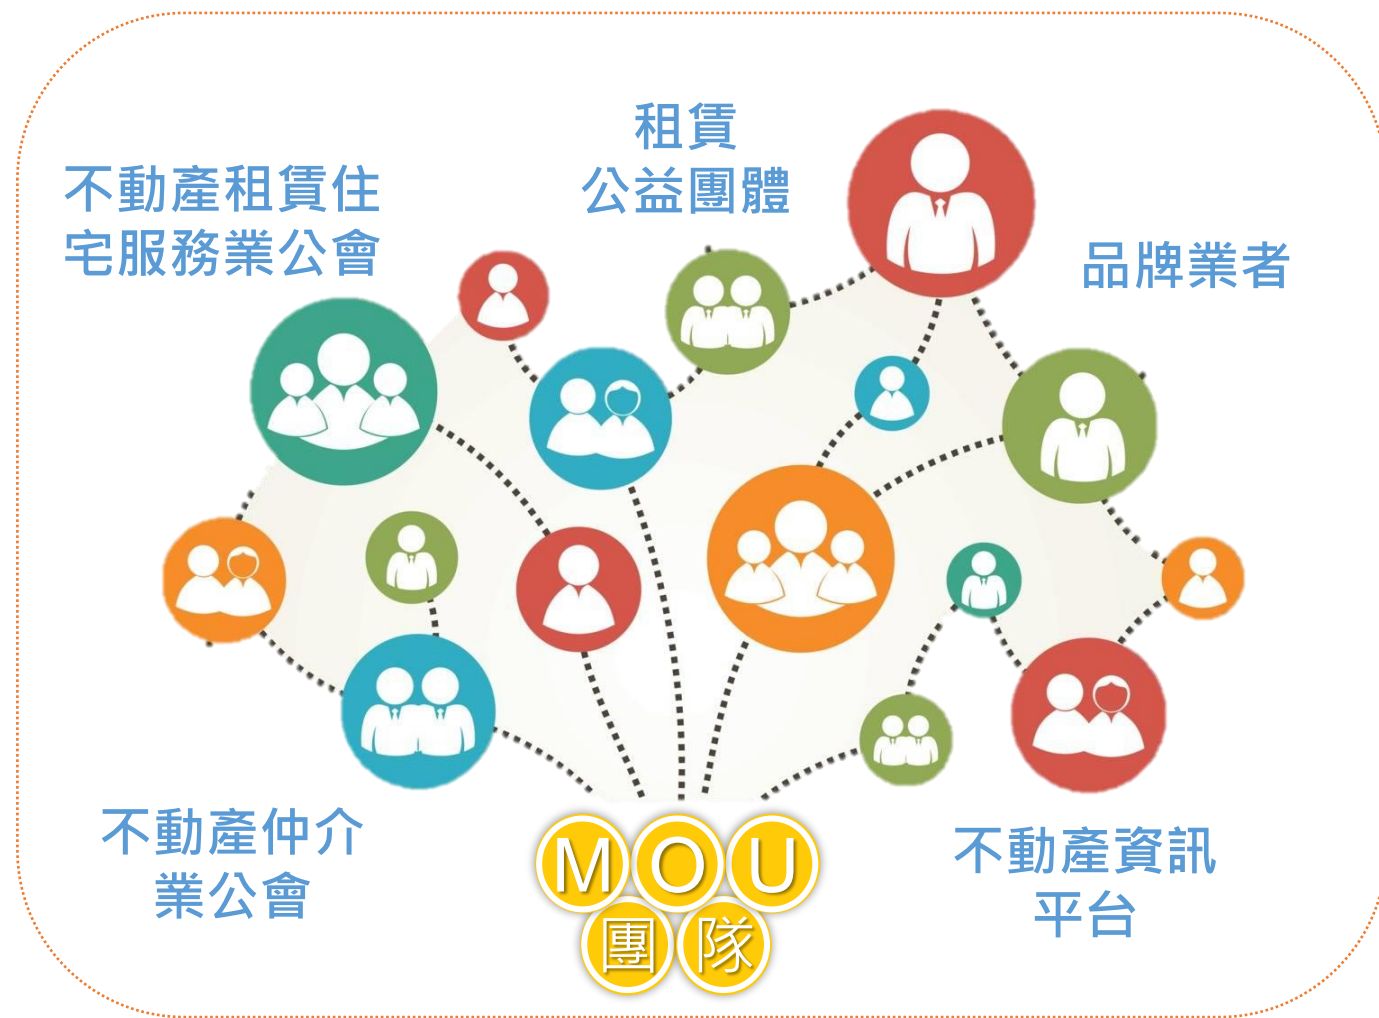 租賃
公益團體
不動產租賃住
宅服務業公會
品牌業者
不動產仲介
業公會
不動產資訊
平台
MOU
團隊